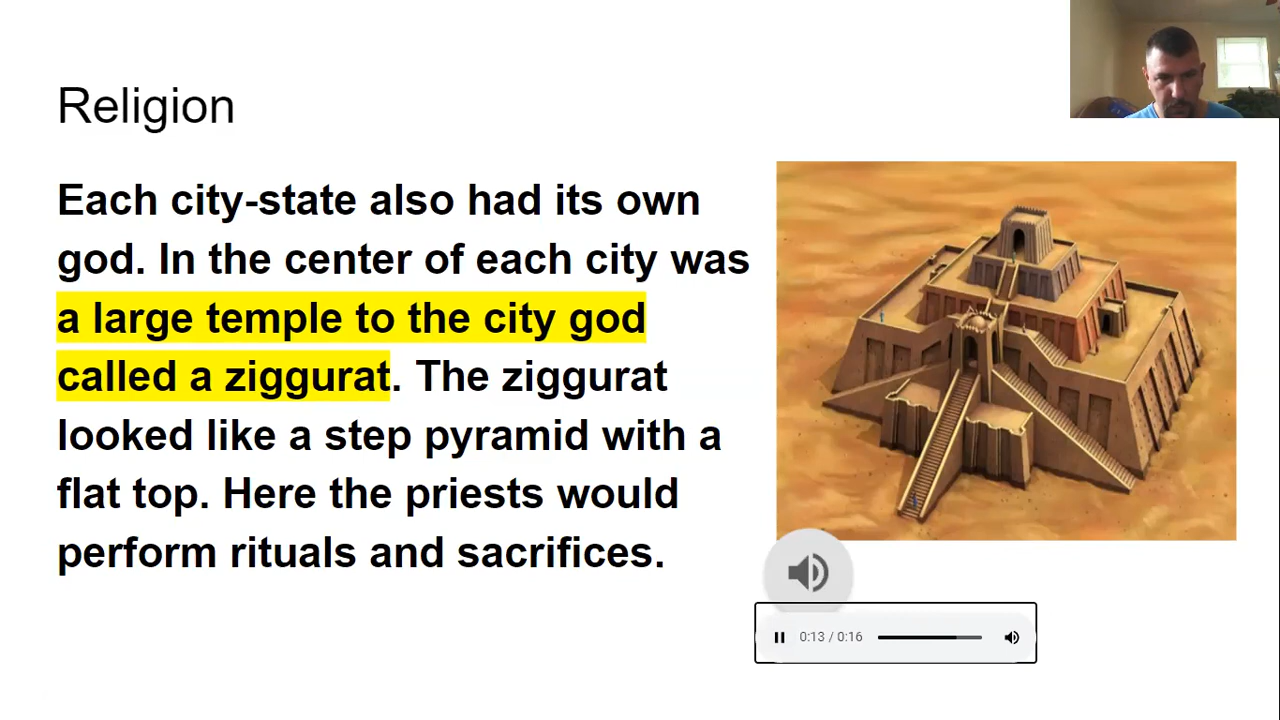 Religion
Each city-state also had its own
god. In the center of each city was
a large temple to the city god
called a ziggurat. The ziggurat
looked like a step pyramid with a
flat top. Here the priests would
perform rituals and sacrifices.
0:13 / 0:16